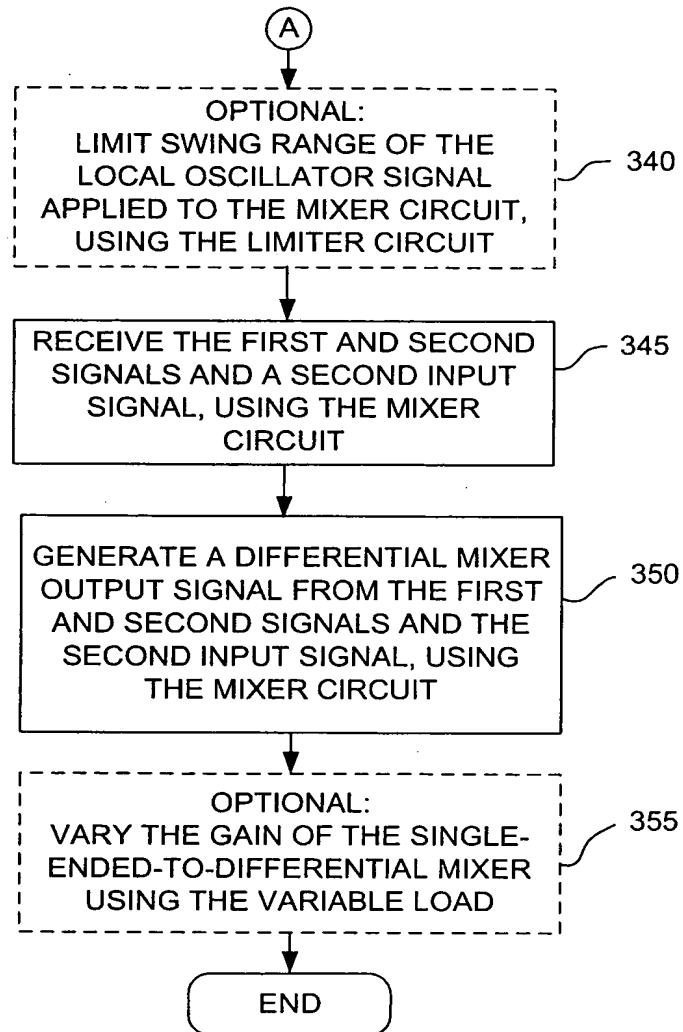 A
OPTIONAL:
LIMIT SWING RANGE OF THE
LOCAL OSCILLATOR SIGNAL
APPLIED TO THE MIXER CIRCUIT,
USING THE LIMITER CIRCUIT
340
RECEIVE THE FIRST AND SECOND
SIGNALS AND A SECOND INPUT
SIGNAL, USING THE MIXER
CIRCUIT
345
GENERATE A DIFFERENTIAL MIXER
OUTPUT SIGNAL FROM THE FIRST
AND SECOND SIGNALS AND THE
SECOND INPUT SIGNAL, USING
THE MIXER CIRCUIT
350
OPTIONAL:
VARY THE GAIN OF THE SINGLE-
ENDED-TO-DIFFERENTIAL MIXER
USING THE VARIABLE LOAD
355
END